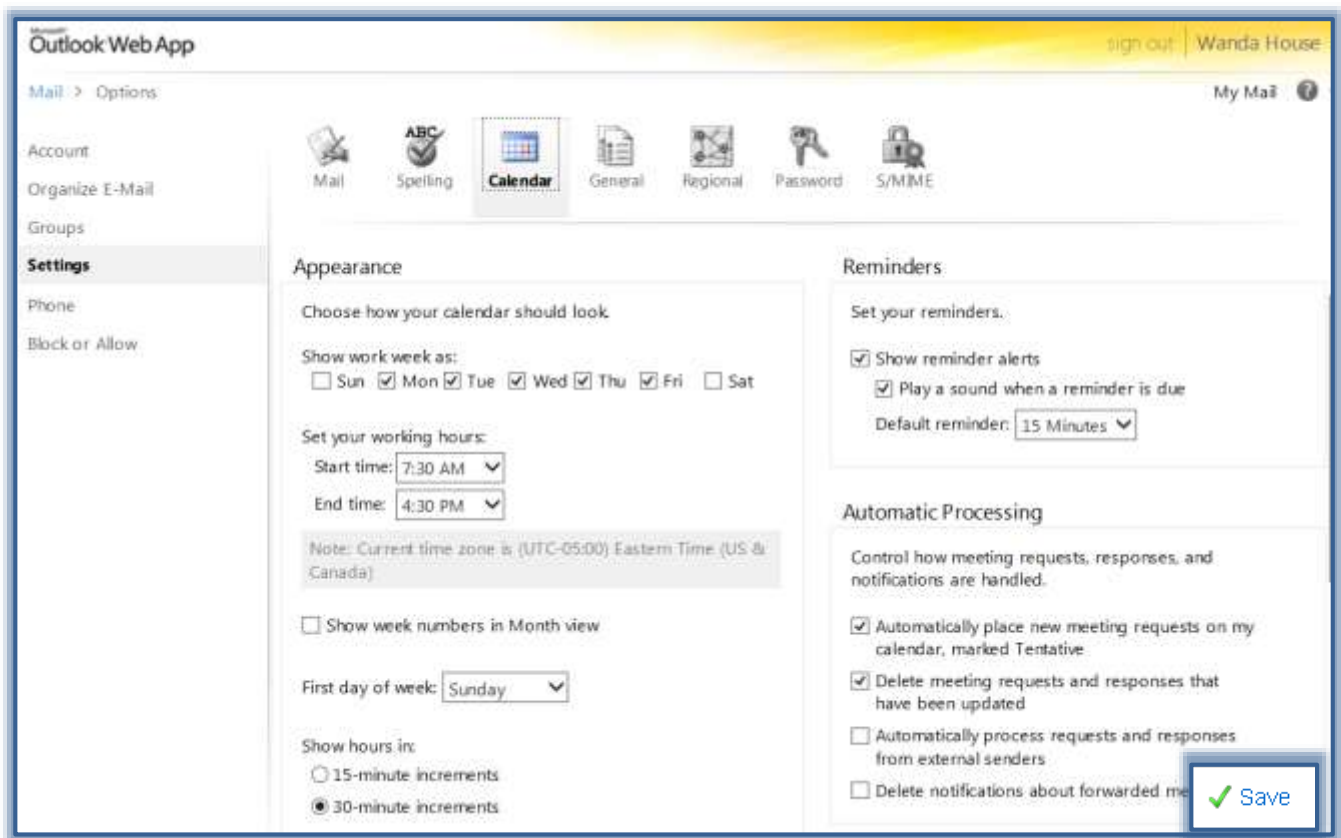 Microsoft®
Outlook Web App
sign out | Wanda House
Mail > Options
My Mail
Account
Organize E-Mail
Groups
Settings
Phone
Block or Allow
Mail
ABC
Spelling
Calendar
General
Regional
Password
S/MIME
Appearance
Choose how your calendar should look.
Show work week as:
Sun Mon Tue Wed Thu Fri Sat
Set your working hours:
Start time: 7:30 AM
End time: 4:30 PM
Note: Current time zone is (UTC-05:00) Eastern Time (US &
Canada)
Show week numbers in Month view
First day of week: Sunday
Show hours in:
15-minute increments
30-minute increments
Reminders
Set your reminders.
Show reminder alerts
Play a sound when a reminder is due
Default reminder: 15 Minutes
Automatic Processing
Control how meeting requests, responses, and
notifications are handled.
Automatically place new meeting requests on my
calendar, marked Tentative
Delete meeting requests and responses that
have been updated
Automatically process requests and responses
from external senders
Delete notifications about forwarded me
Save